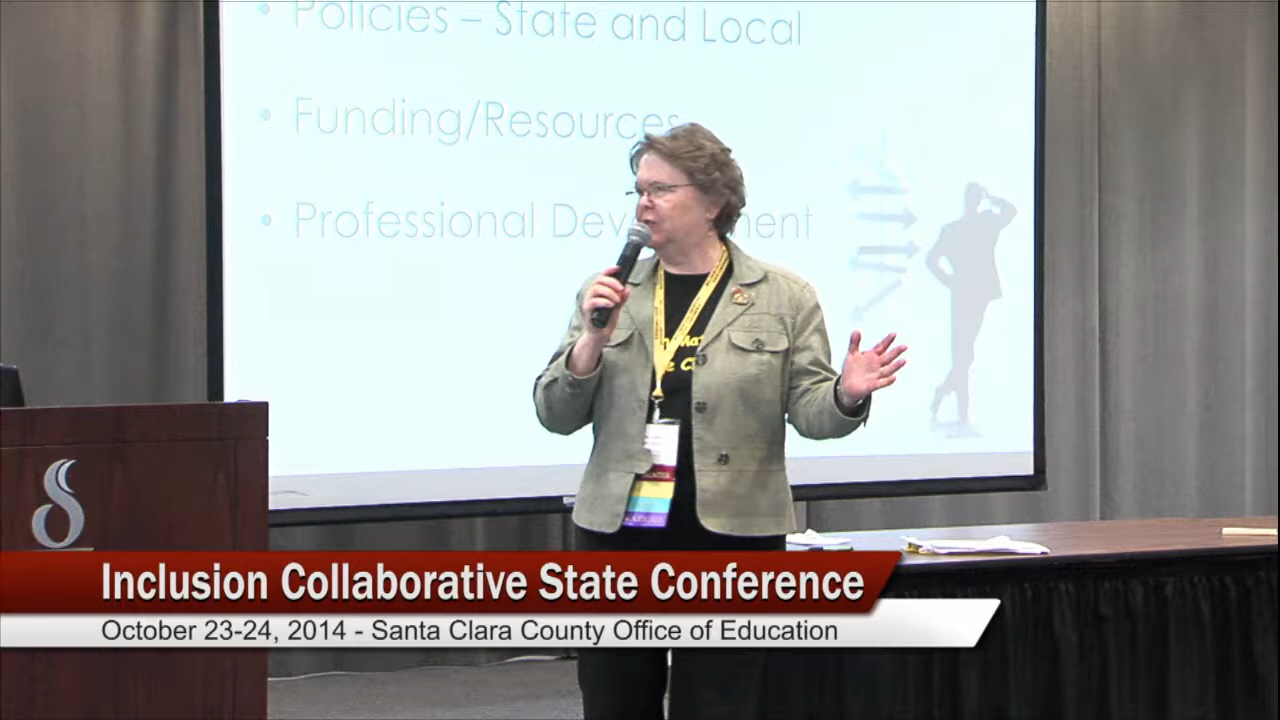 • Policies – State and Local
• Funding/Resources
• Professional
Inclusion Collaborative State Conference
October 23-24, 2014 - Santa Clara County Office of Education